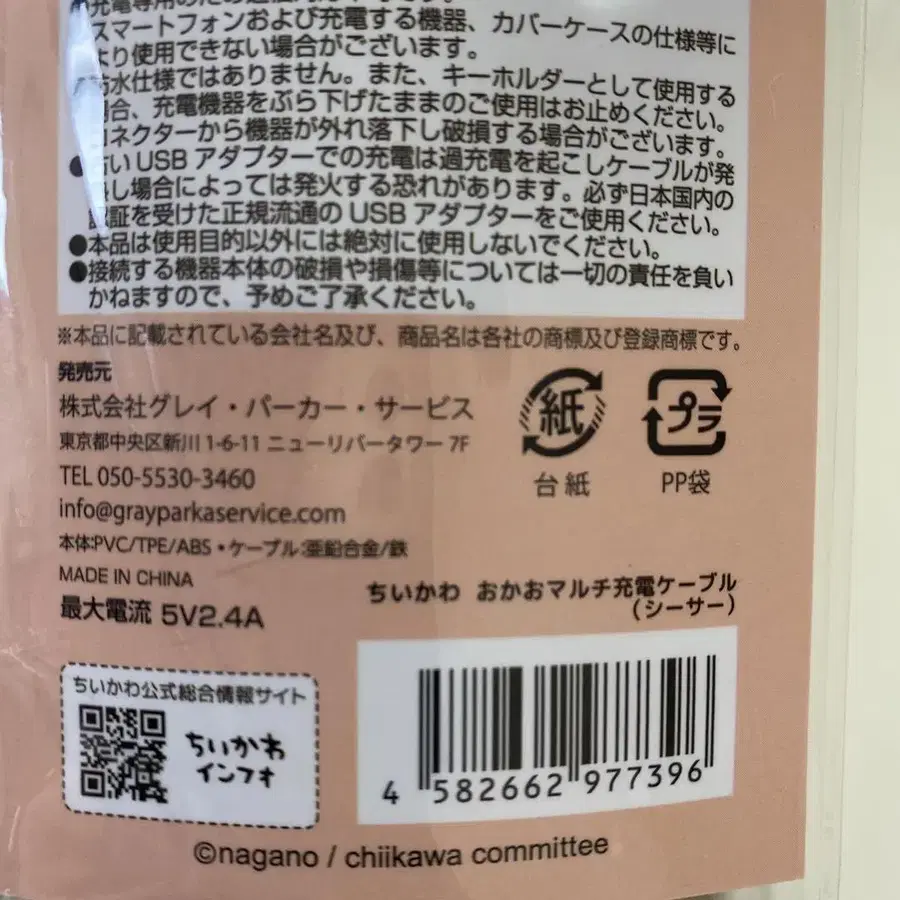 充電専用のため通信
スマートフォンおよび充電する機器、カバーケースの仕様等に
より使用できない場合がございます。
防水仕様ではありません。また、キーホルダーとして使用する
場合、充電機器をぶら下げたままのご使用はお止めください。
コネクターから機器が外れ落下し破損する場合がございます。
●古いUSBアダプターでの充電は過充電を起こしケーブルが発
熱し場合によっては発火する恐れがあります。必ず日本国内の
認証を受けた正規流通のUSBアダプターをご使用ください。
●本品は使用目的以外には絶対に使用しないでください。
●接続する機器本体の破損や損傷等については一切の責任を負い
かねますので、予めご了承ください。
※本品に記載されている会社名及び、商品名は各社の商標及び登録商標です。
発売元
株式会社グレイ・パーカー・サービス
東京都中央区新川1-6-11 ニューリバータワー 7F
TEL 050-5530-3460
info@grayparkaservice.com
本体:PVC/TPE/ABS・ケーブル:亜鉛合金/鉄
MADE IN CHINA
最大電流 5V2.4A
紙
台紙
プラ
PP袋
ちいかわ おかおマルチ充電ケーブル
(シーサー)
ちいかわ公式総合情報サイト
ちいかわ
インフォ
4 582662 977396
©nagano / chiikawa committee